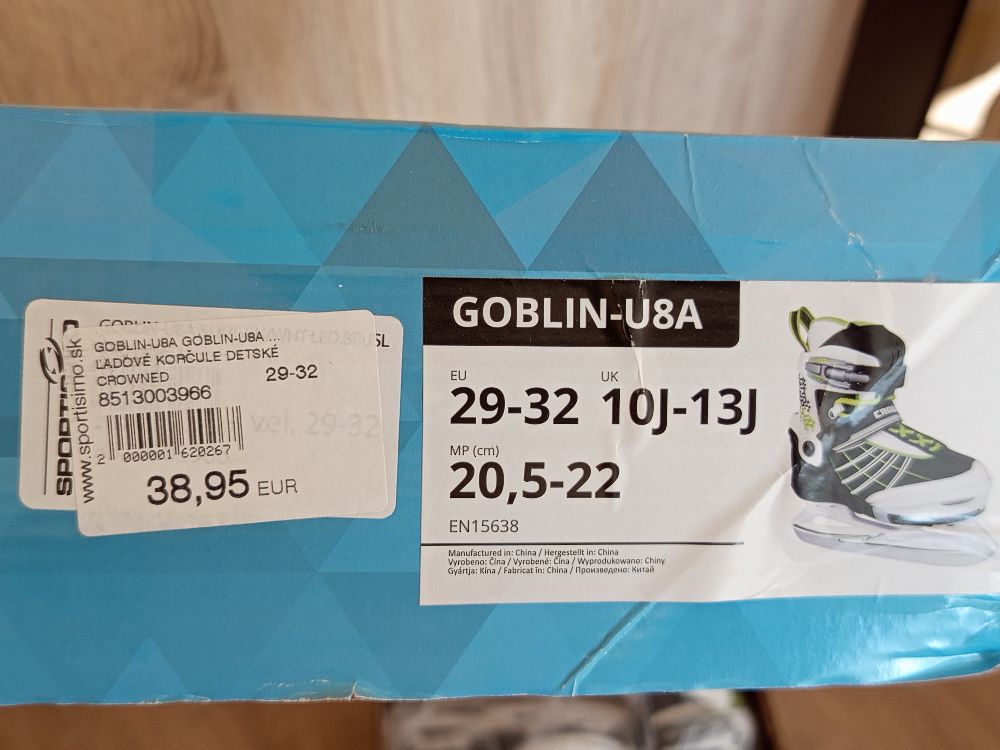 GOBLIN-U8A GOBLIN-U8A ...
ĽADOVÉ KORČULE DETSKÉ
CROWNED 29-32
8513003966
2 000001 620267
38,95 EUR
www.sportisimo.sk
SPORTIS
vel. 29-32
GOBLIN-U8A
EU UK
29-32 10J-13J
MP (cm)
20,5-22
EN15638
Manufactured in: China / Hergestellt in: China
Vyrobeno: Čína / Vyrobené: Čína / Wyprodukowano: Chiny
Gyártja: Kína / Fabricat în: China / Произведено: Китай